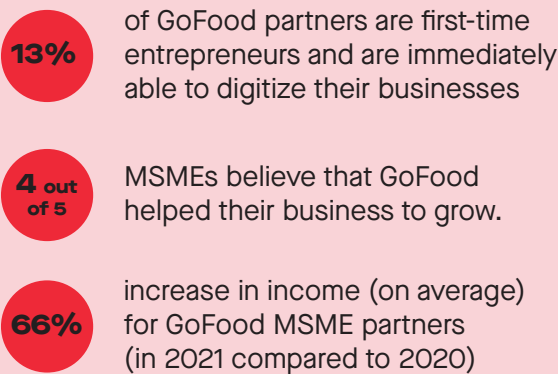 13%
of GoFood partners are first-time
entrepreneurs and are immediately
able to digitize their businesses
4 out
of 5
MSMEs believe that GoFood
helped their business to grow.
66%
increase in income (on average)
for GoFood MSME partners
(in 2021 compared to 2020)